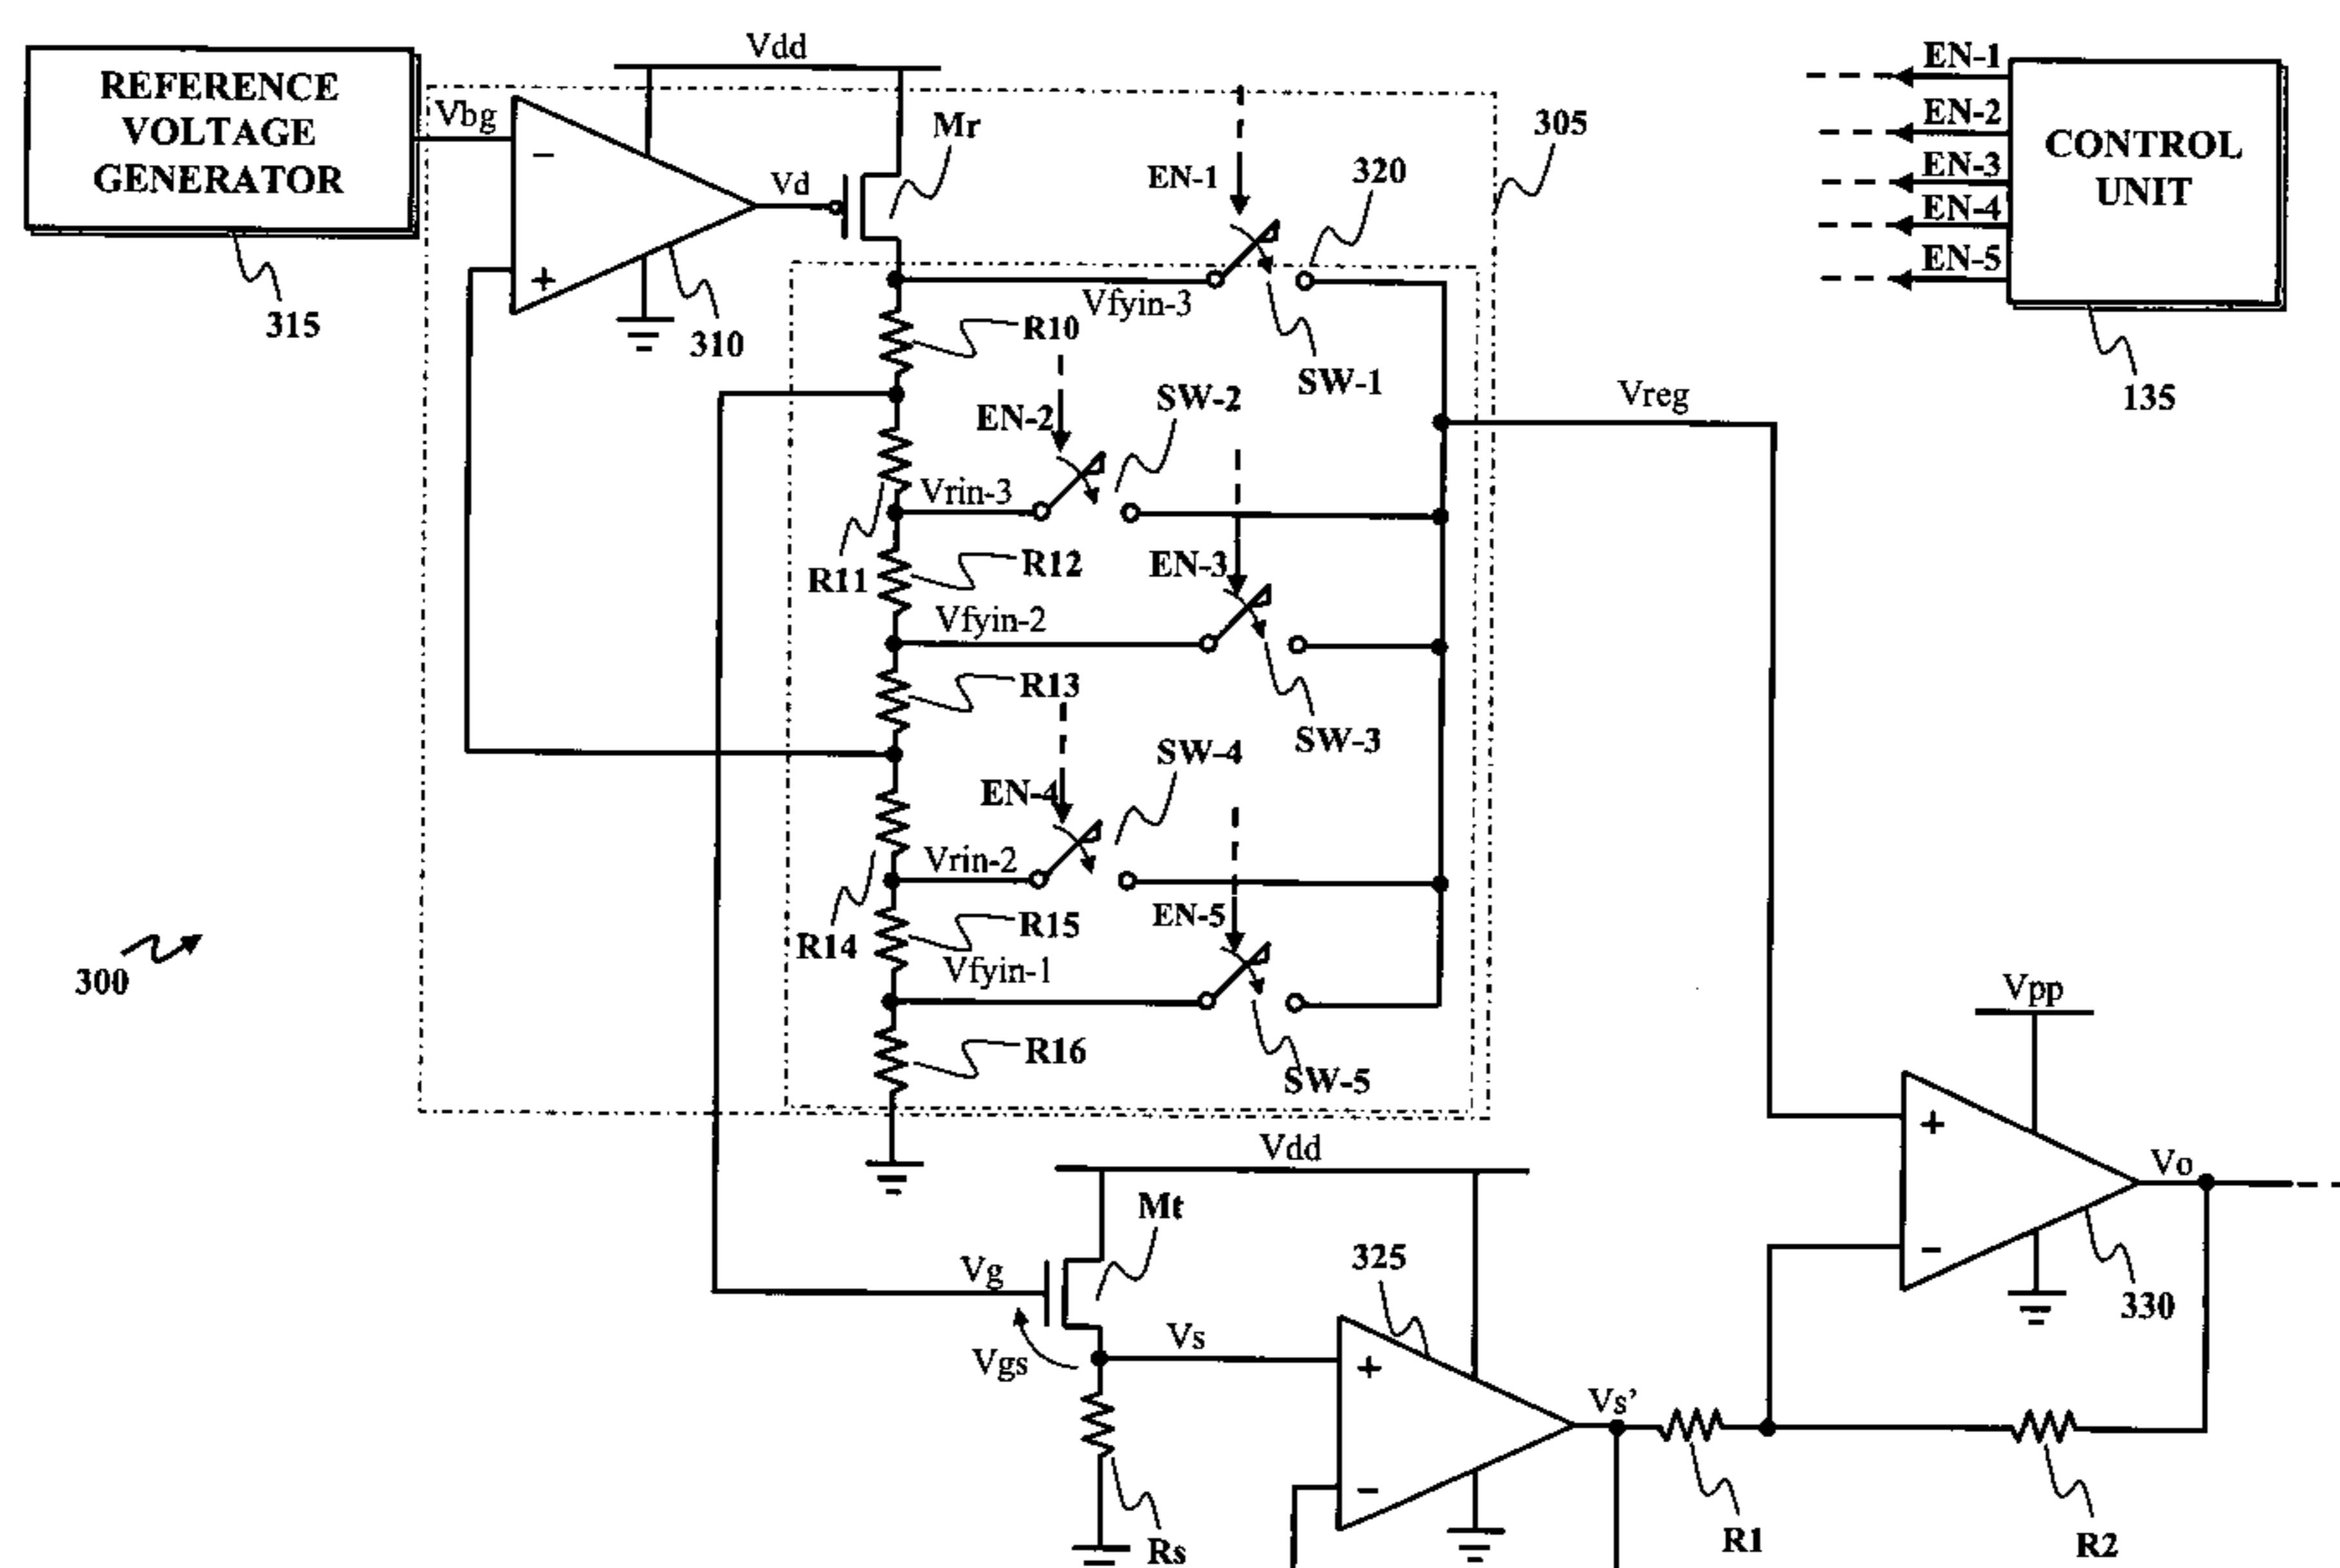 REFERENCE
VOLTAGE
GENERATOR
315
Vbg
−
+
310
Vdd
Vd
Mr
EN-1
320
305
Vfyin-3
SW-1
R10
EN-2
SW-2
Vrin-3
R11
R12
EN-3
Vfyin-2
SW-3
R13
EN-4
SW-4
Vrin-2
R14
R15
EN-5
Vfyin-1
SW-5
R16
300
EN-1
EN-2
EN-3
EN-4
EN-5
CONTROL
UNIT
135
Vreg
Vpp
+
−
Vo
330
Vdd
Mt
Vg
Vgs
Vs
Rs
325
+
−
Vs’
R1
R2